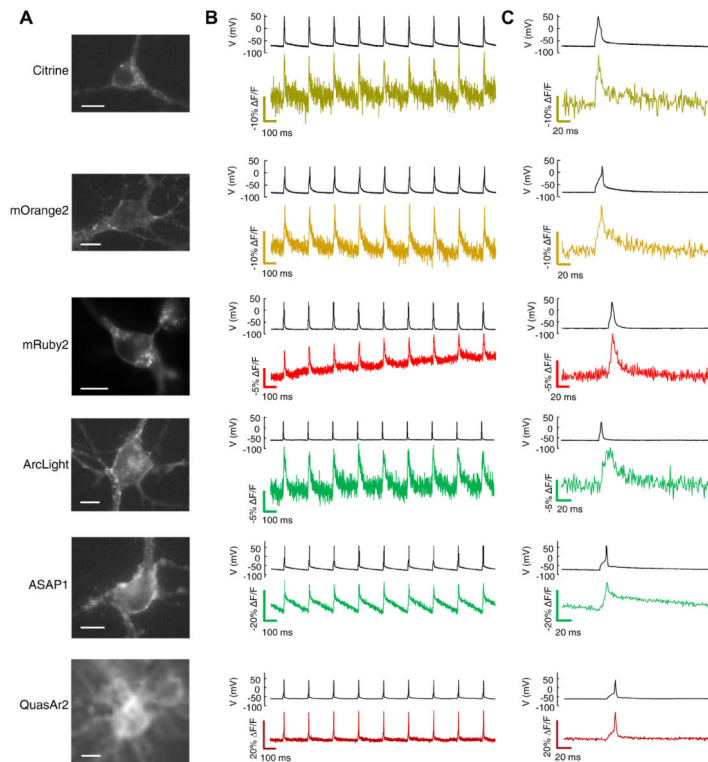 A B C
Citrine
V (mV)
50
0
-50
-100
-10% ΔF/F
100 ms
V (mV)
50
0
-50
-100
-10% ΔF/F
20 ms
mOrange2
V (mV)
50
0
-50
-100
-10% ΔF/F
100 ms
V (mV)
50
0
-50
-100
-10% ΔF/F
20 ms
mRuby2
V (mV)
50
0
-50
-100
-5% ΔF/F
100 ms
V (mV)
50
0
-50
-100
-5% ΔF/F
20 ms
ArcLight
V (mV)
50
0
-50
-100
-5% ΔF/F
100 ms
V (mV)
50
0
-50
-100
-5% ΔF/F
20 ms
ASAP1
V (mV)
50
0
-50
-100
-20% ΔF/F
100 ms
V (mV)
50
0
-50
-100
-20% ΔF/F
20 ms
QuasAr2
V (mV)
50
0
-50
-100
20% ΔF/F
100 ms
V (mV)
50
0
-50
-100
20% ΔF/F
20 ms